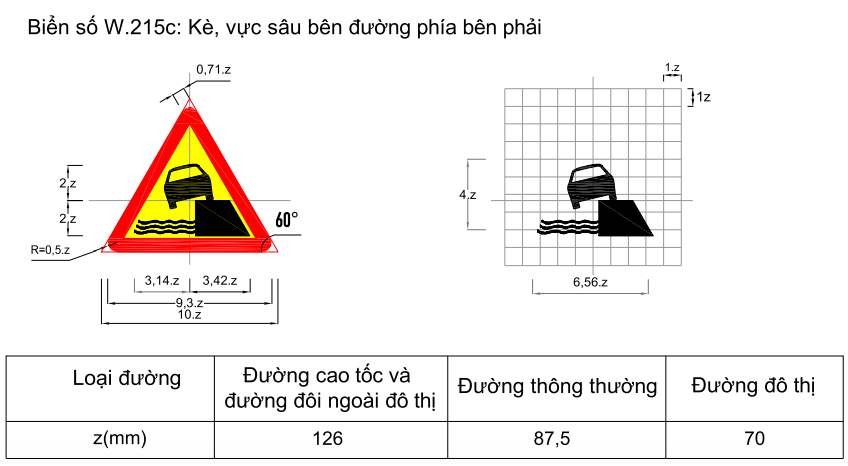 Biển số W.215c: Kè, vực sâu bên đường phía bên phải
0,71.z
1.z
1z
2.z
2.z
4.z
60°
R=0,5.z
3,14.z
3,42.z
9,3.z
10.z
6,56.z
Loại đường
Đường cao tốc và
đường đôi ngoài đô thị
Đường thông thường
Đường đô thị
z(mm)
126
87,5
70